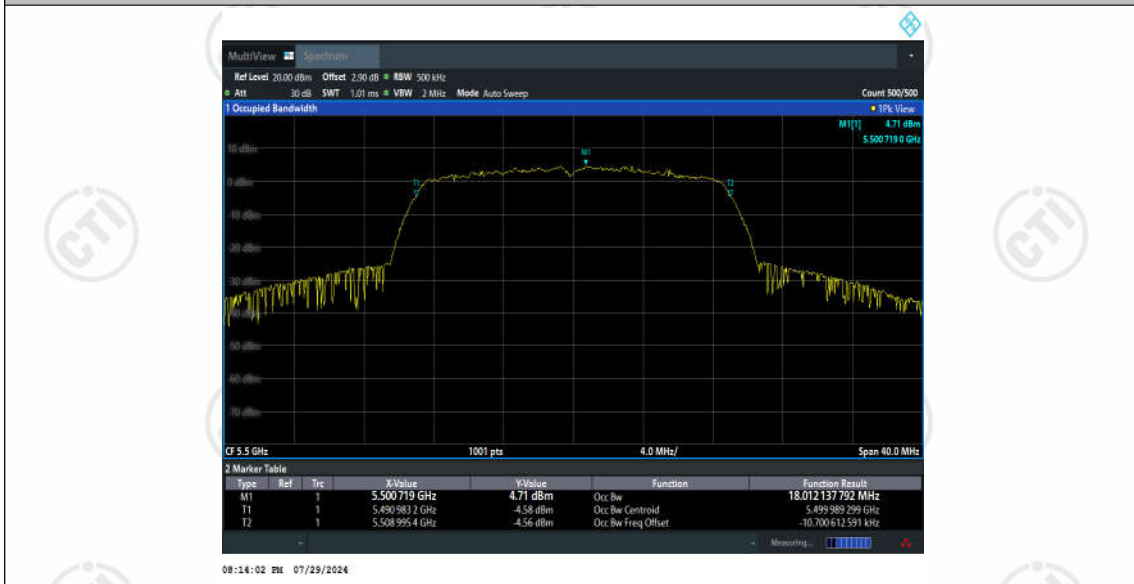 MultiView Spectrum
Ref Level 20.00 dBm Offset 2.90 dB RBW 500 kHz
Att 30 dB SWT 1.01 ms VBW 2 MHz Mode Auto Sweep Count 500/500
1 Occupied Bandwidth 1Pk View
M1[1] 4.71 dBm
5.500 719 0 GHz
10 dBm
M1
0 dBm
T1 T2
-10 dBm
-20 dBm
-30 dBm
-40 dBm
-50 dBm
-60 dBm
-70 dBm
CF 5.5 GHz 1001 pts 4.0 MHz/ Span 40.0 MHz
2 Marker Table
Type Ref Trc X-Value Y-Value Function Function Result
M1 1 5.500 719 GHz 4.71 dBm Occ Bw 18.012 137 792 MHz
T1 1 5.490 983 2 GHz -4.58 dBm Occ Bw Centroid 5.499 989 299 GHz
T2 1 5.508 995 4 GHz -4.56 dBm Occ Bw Freq Offset -10.700 612 591 kHz
Measuring...
08:14:02 PM 07/29/2024
CTI
CTI